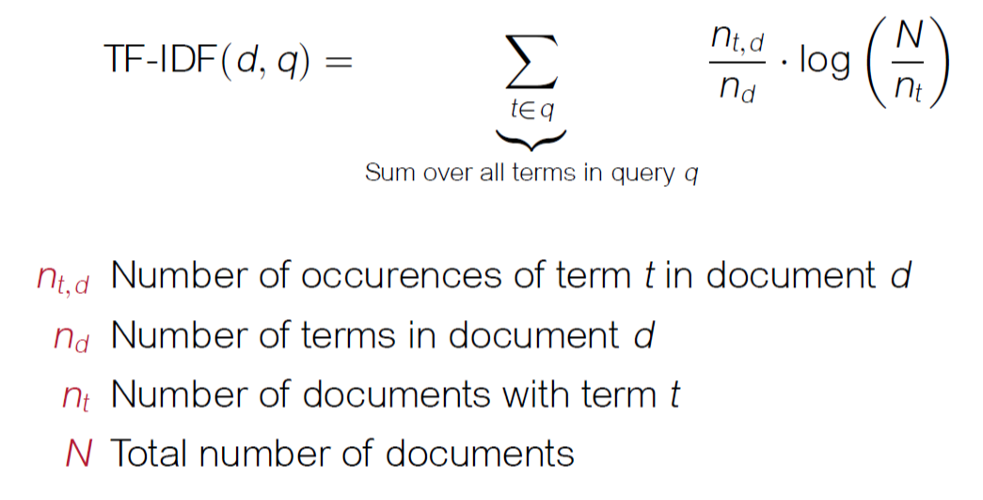 TF-IDF(d, q) = ∑ n_{t,d}/n_d · log (N/n_t)
t∈q
Sum over all terms in query q
n_{t,d} Number of occurences of term t in document d
n_d Number of terms in document d
n_t Number of documents with term t
N Total number of documents